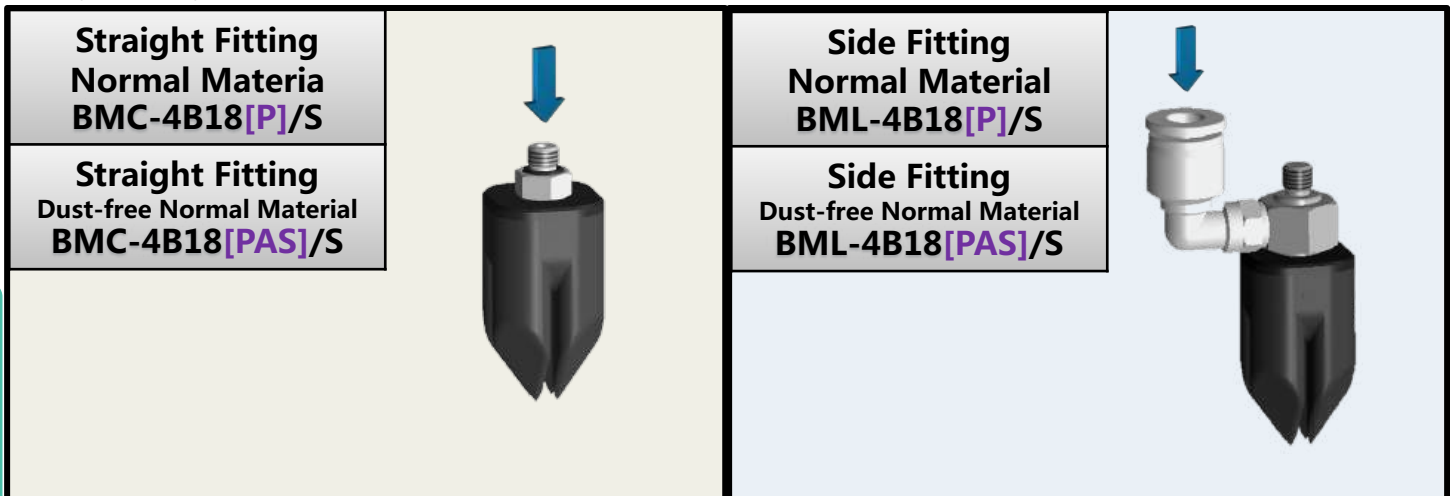 Straight Fitting
Normal Materia
BMC-4B18[P]/S
Straight Fitting
Dust-free Normal Material
BMC-4B18[PAS]/S
Side Fitting
Normal Material
BML-4B18[P]/S
Side Fitting
Dust-free Normal Material
BML-4B18[PAS]/S